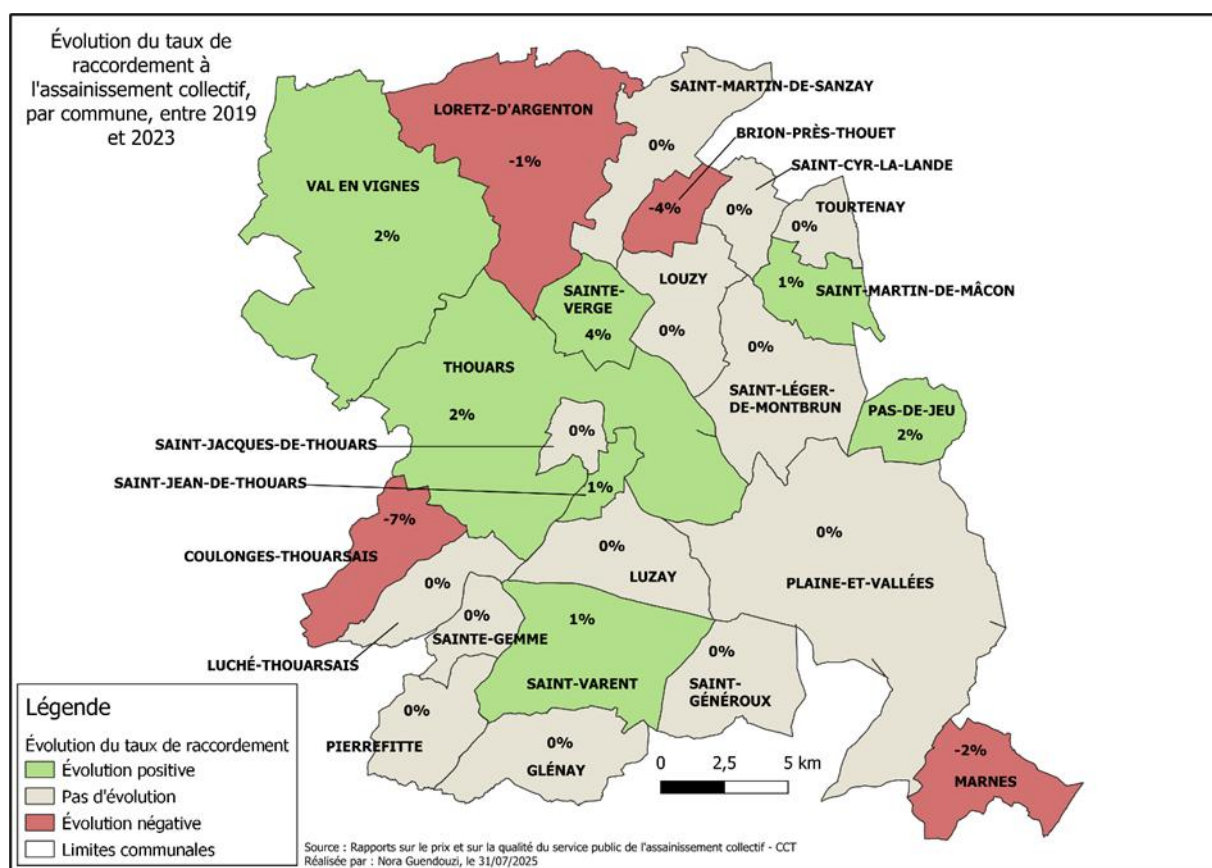 Évolution du taux de
raccordement à
l'assainissement collectif,
par commune, entre 2019
et 2023
SAINT-MARTIN-DE-SANZAY
0%
LORETZ-D'ARGENTON
-1%
BRION-PRÈS-THOUET
-4%
SAINT-CYR-LA-LANDE
0%
VAL EN VIGNES
2%
TOURTENAY
0%
SAINTE-
VERGE
4%
LOUZY
0%
1%
SAINT-MARTIN-DE-MÂCON
0%
SAINT-LÉGER-
DE-MONTBRUN
THOUARS
2%
PAS-DE-JEU
2%
SAINT-JACQUES-DE-THOUARS
0%
SAINT-JEAN-DE-THOUARS
1%
-7%
COULONGES-THOUARSAIS
0%
LUZAY
0%
PLAINE-ET-VALLÉES
0%
LUCHÉ-THOUARSAIS
0%
SAINTE-GEMME
1%
SAINT-VARENT
0%
SAINT-
GÉNÉROUX
0%
PIERREFITTE
0%
GLÉNAY
-2%
MARNES
0 2,5 5 km
Légende
Évolution du taux de raccordement
Évolution positive
Pas d'évolution
Évolution négative
Limites communales
Source : Rapports sur le prix et sur la qualité du service public de l'assainissement collectif - CCT
Réalisée par : Nora Guendouzi, le 31/07/2025